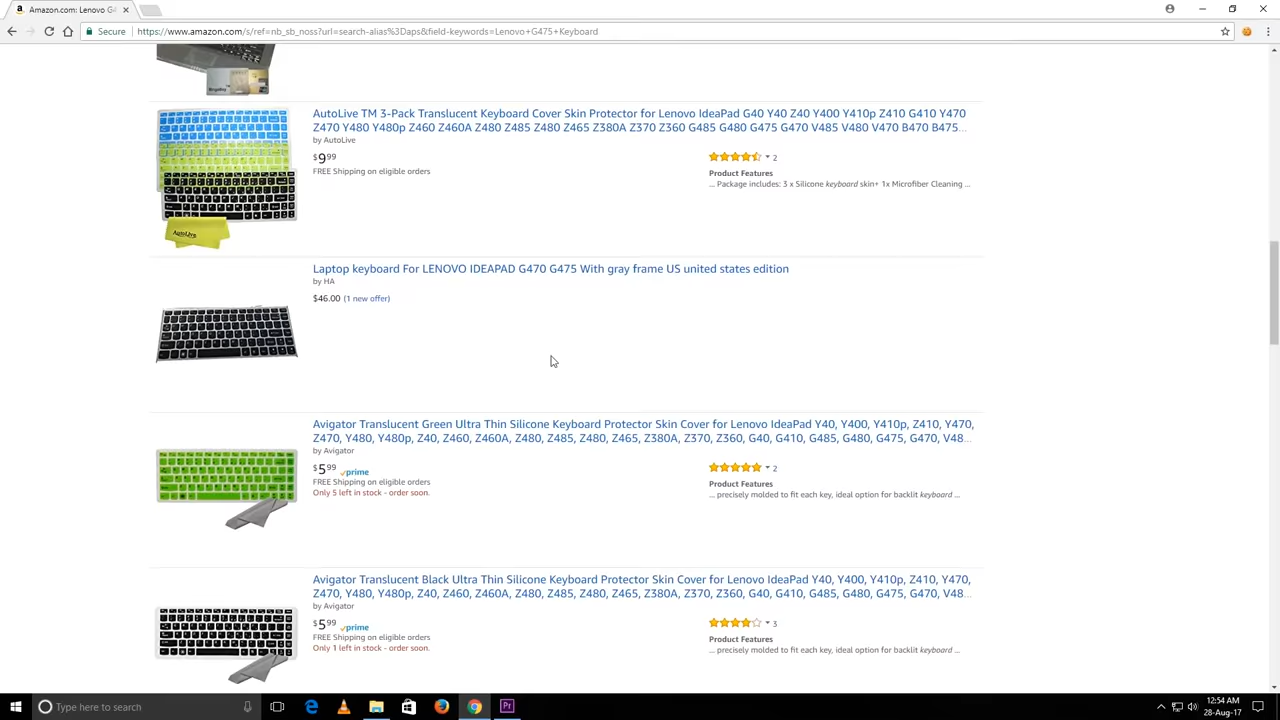 Amazon.com: Lenovo G4
Secure
https://www.amazon.com/s/ref=nb_sb_noss?url=search-alias%3Daps&field-keywords=Lenovo+G475+Keyboard
AutoLive TM 3-Pack Translucent Keyboard Cover Skin Protector for Lenovo IdeaPad G40 Y40 Z40 Y400 Y410p Z410 G410 Y470
Z470 Y480 Y480p Z460 Z460A Z480 Z485 Z580 Z465 Z380A Z370 Z360 G485 G480 G475 G470 V485 V480 V470 B470 B475...
by AutoLive
$9 99
2
FREE Shipping on eligible orders
Product Features
... Package includes: 3 x Silicone keyboard skin+ 1x Microfiber Cleaning ...
AutoLive
Laptop keyboard For LENOVO IDEAPAD G470 G475 With gray frame US united states edition
by HA
$46.00 (1 new offer)
Avigator Translucent Green Ultra Thin Silicone Keyboard Protector Skin Cover for Lenovo IdeaPad Y40, Y400, Y410p, Z410, Y470,
Z470, Y480, Y480p, Z40, Z460, Z460A, Z480, Z485, Z480, Z465, Z380A, Z370, Z360, G40, G410, G485, G480, G475, G470, V48...
by Avigator
$5 99 prime
2
FREE Shipping on eligible orders
Only 5 left in stock - order soon.
Product Features
... precisely molded to fit each key, ideal option for backlit keyboard ...
Avigator Translucent Black Ultra Thin Silicone Keyboard Protector Skin Cover for Lenovo IdeaPad Y40, Y400, Y410p, Z410, Y470,
Z470, Y480, Y480p, Z40, Z460, Z460A, Z480, Z485, Z480, Z465, Z380A, Z370, Z360, G40, G410, G485, G480, G475, G470, V48...
by Avigator
$5 99 prime
3
FREE Shipping on eligible orders
Only 1 left in stock - order soon.
Product Features
... precisely molded to fit each key, ideal option for backlit keyboard ...
Type here to search
Pr
12:54 AM
28-Aug-17